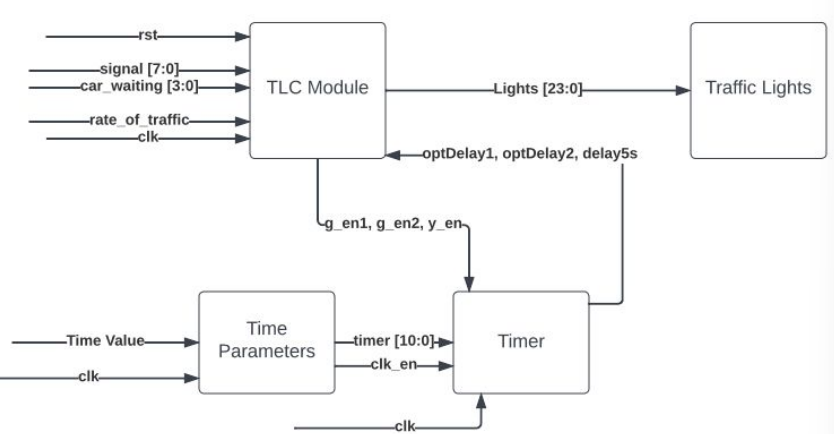 rst
signal [7:0]
car_waiting [3:0]
rate_of_traffic
clk
TLC Module
Lights [23:0]
Traffic Lights
optDelay1, optDelay2, delay5s
g_en1, g_en2, y_en
Time Value
clk
Time
Parameters
timer [10:0]
clk_en
Timer
clk